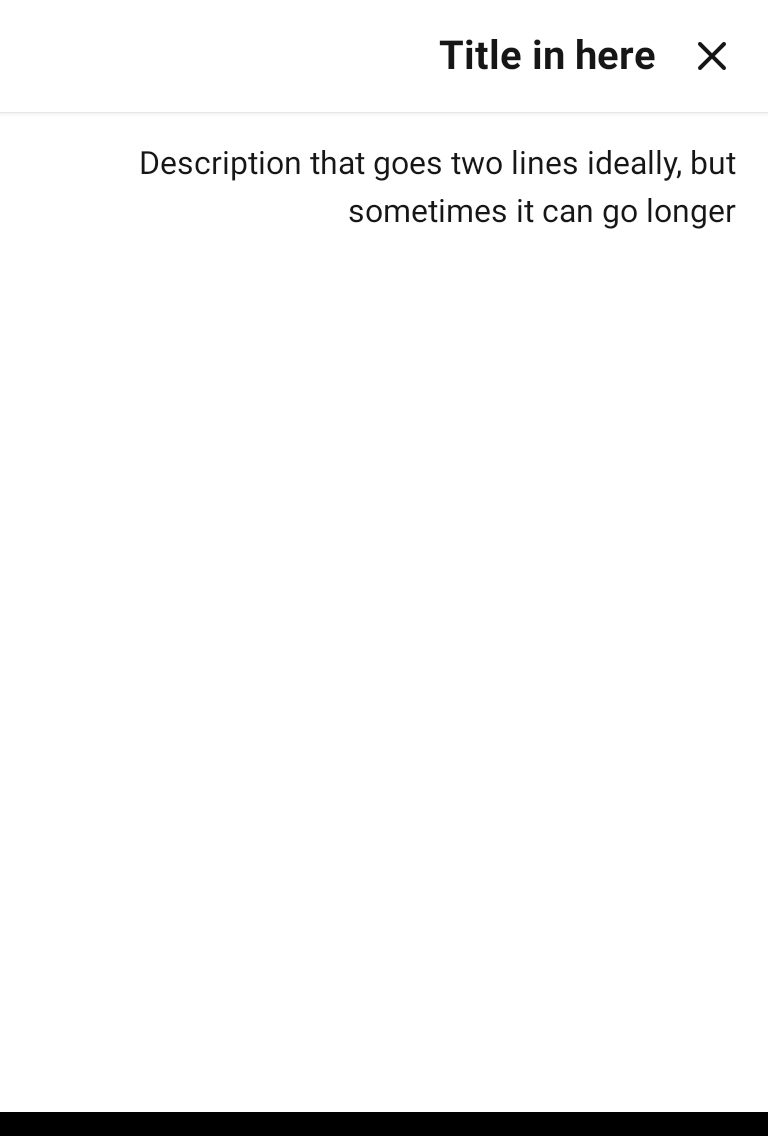 Title in here
Description that goes two lines ideally, but
sometimes it can go longer